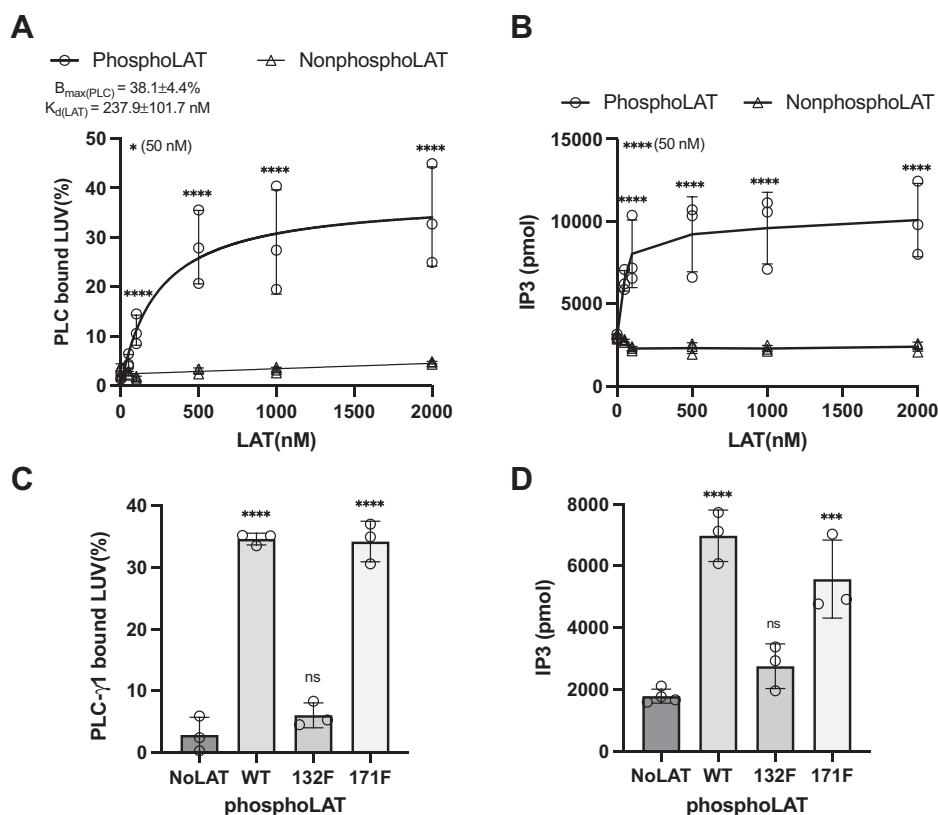 A
PhosphoLAT NonphosphoLAT
Bmax(PLC) = 38.1±4.4%
Kd(LAT) = 237.9±101.7 nM
* (50 nM)
**** **** **** ****
50
40
30
20
10
0
PLC bound LUV(%)
0 500 1000 1500 2000
LAT(nM)
B
PhosphoLAT NonphosphoLAT
****(50 nM)
**** **** **** ****
15000
10000
5000
0
IP3 (pmol)
0 500 1000 1500 2000
LAT(nM)
C
40
30
20
10
0
PLC-γ1 bound LUV(%)
**** ns ****
NoLAT WT 132F 171F
phosphoLAT
D
8000
6000
4000
2000
0
IP3 (pmol)
**** ns ***
NoLAT WT 132F 171F
phosphoLAT